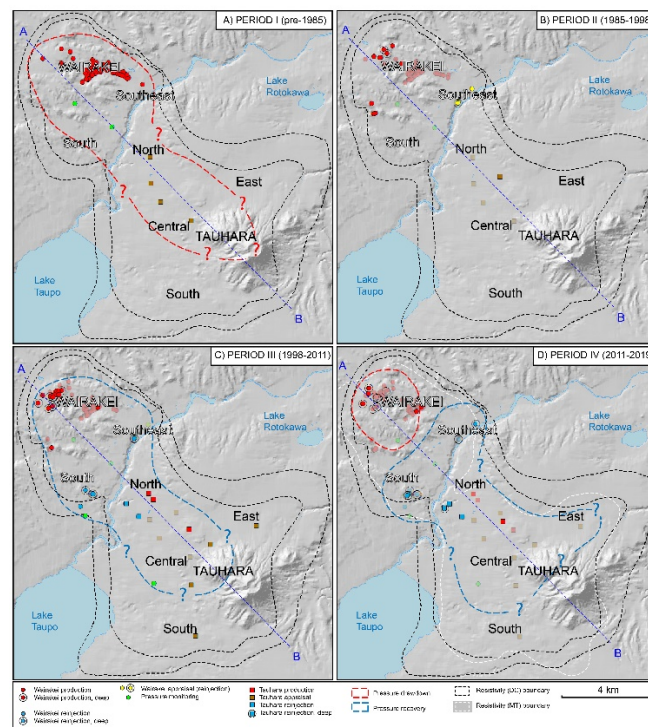 A) PERIOD I (pre-1985)
A
WAIRAKEI
Lake
Rotokawa
Southeast
?
South
North
East
?
?
Central
TAUHARA
?
?
Lake
Taupo
South
B
B) PERIOD II (1985-1998)
A
WAIRAKEI
Lake
Rotokawa
Southeast
South
North
East
Central
TAUHARA
Lake
Taupo
South
B
C) PERIOD III (1998-2011)
A
WAIRAKEI
Lake
Rotokawa
Southeast
South
North
East
?
Central
?
TAUHARA
?
Lake
Taupo
South
B
D) PERIOD IV (2011-2019)
A
WAIRAKEI
Lake
Rotokawa
Southeast
?
South
North
East
?
?
Central
TAUHARA
?
Lake
Taupo
South
B
Wairakei production
Wairakei production, deep
Wairakei reinjection
Wairakei reinjection, deep
Wairakei appraisal (reinjection)
Pressure monitoring
Tauhara production
Tauhara appraisal
Tauhara reinjection
Tauhara reinjection, deep
Pressure drawdown
Pressure recovery
Resistivity (DC) boundary
Resistivity (MT) boundary
4 km